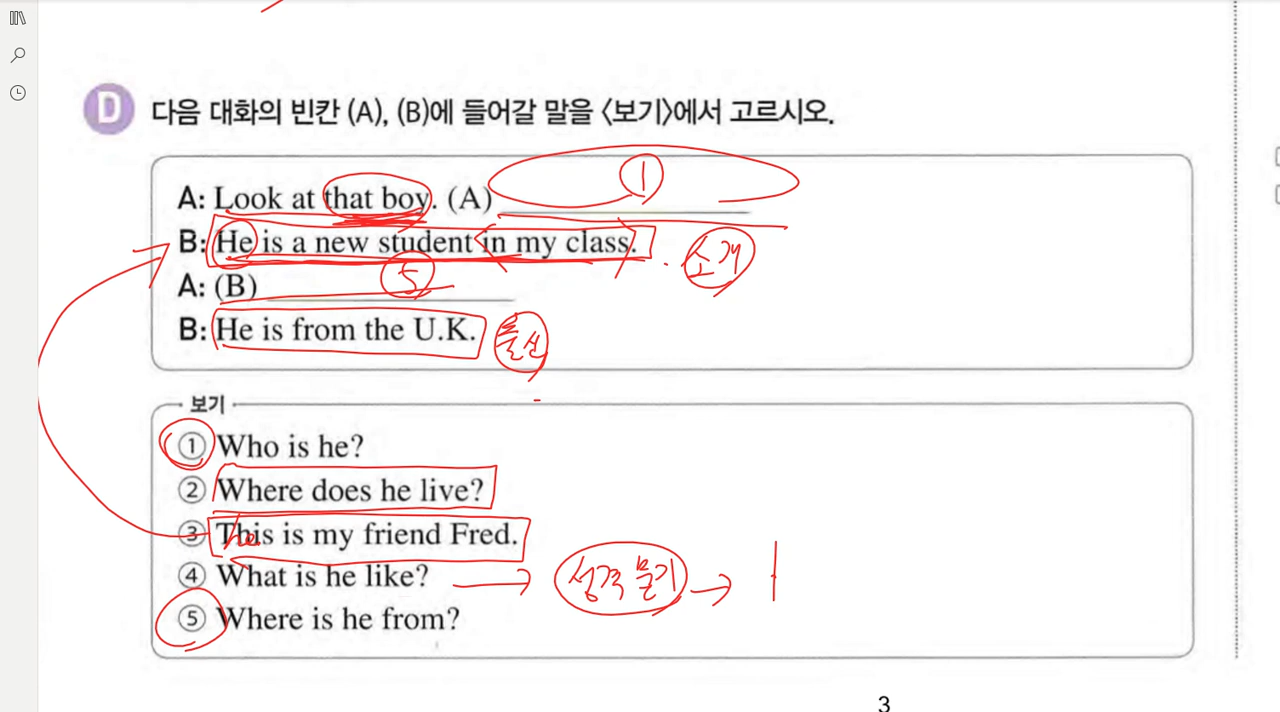 D 다음 대화의 빈칸 (A), (B)에 들어갈 말을 〈보기〉에서 고르시오.
①
A: Look at that boy. (A) ____________
B: He is a new student in my class. 소개
⑤
A: (B) ____________
B: He is from the U.K. 출신
보기
① Who is he?
② Where does he live?
③ This is my friend Fred.
he
④ What is he like? → 성격 묻기 →
⑤ Where is he from?
3